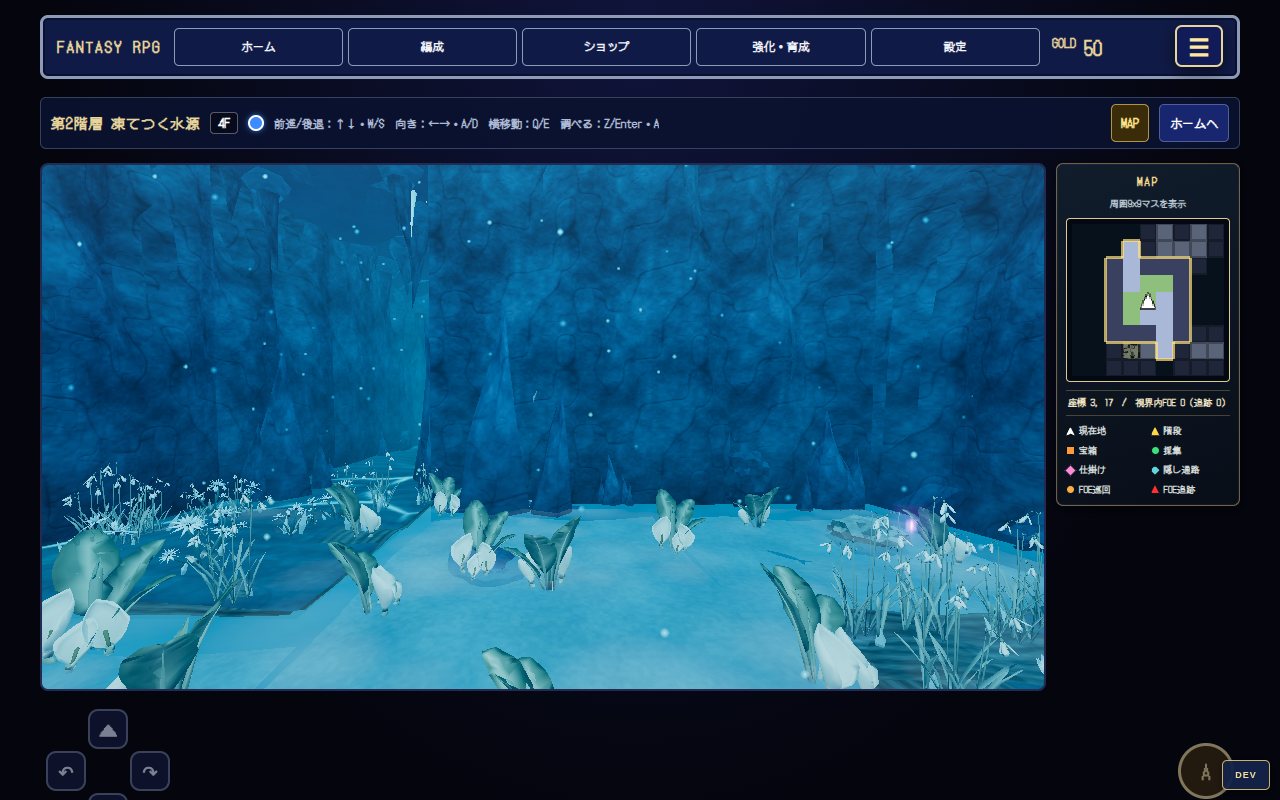 FANTASY RPG
ホーム
編成
ショップ
強化・育成
設定
GOLD 50
第2階層 凍てつく水源
4F
前進/後退：↑↓・W/S 向き：←→・A/D 横移動：Q/E 調べる：Z/Enter・A
MAP
ホームへ
MAP
周囲9x9マスを表示
座標 3, 17 / 視界内FOE 0 (追跡 0)
現在地
階段
宝箱
採集
仕掛け
隠し通路
FOE巡回
FOE追跡
A
DEV